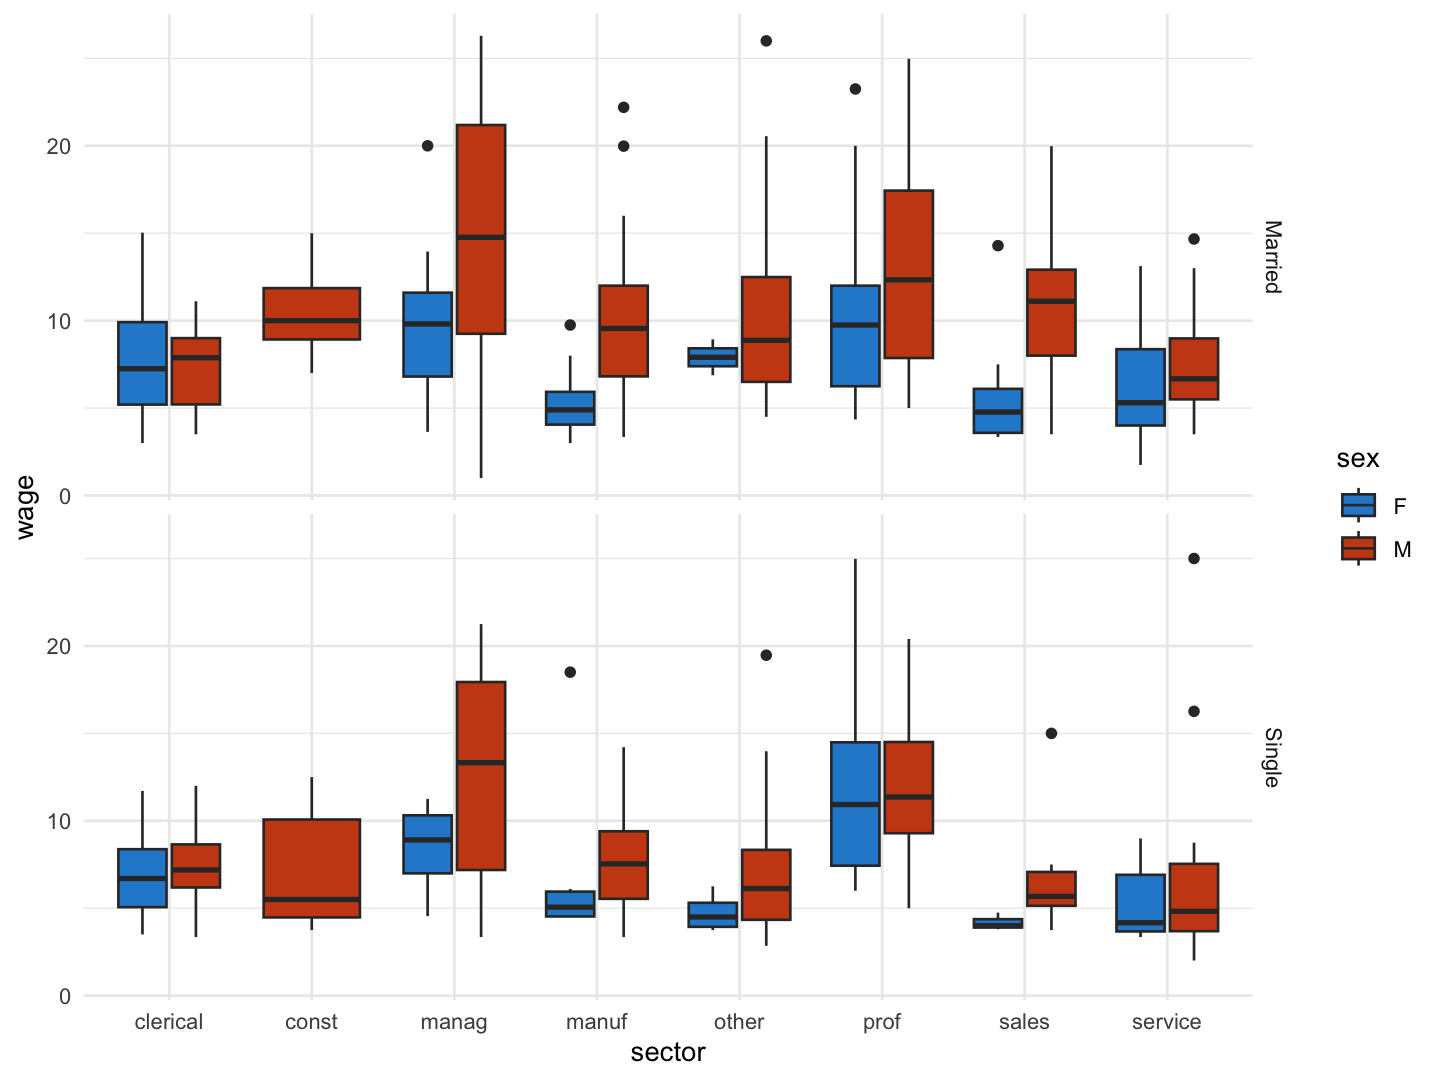 20
10
0
Married
wage
20
10
0
Single
clerical const manag manuf other prof sales service
sector
sex
F
M